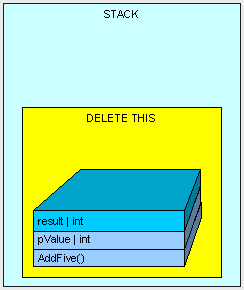 STACK
DELETE THIS
result | int
pValue | int
AddFive()